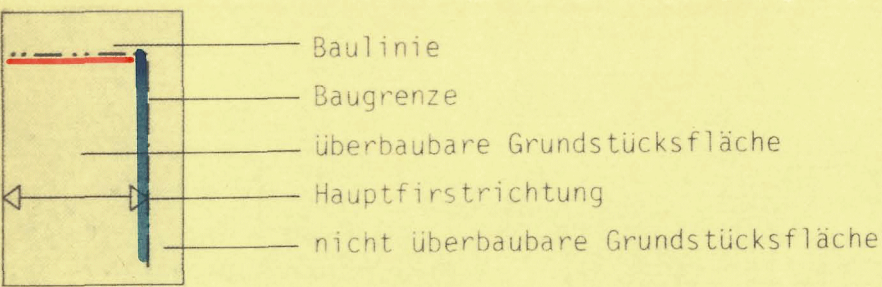 Baulinie
Baugrenze
überbaubare Grundstücksfläche
Hauptfirstrichtung
nicht überbaubare Grundstücksfläche